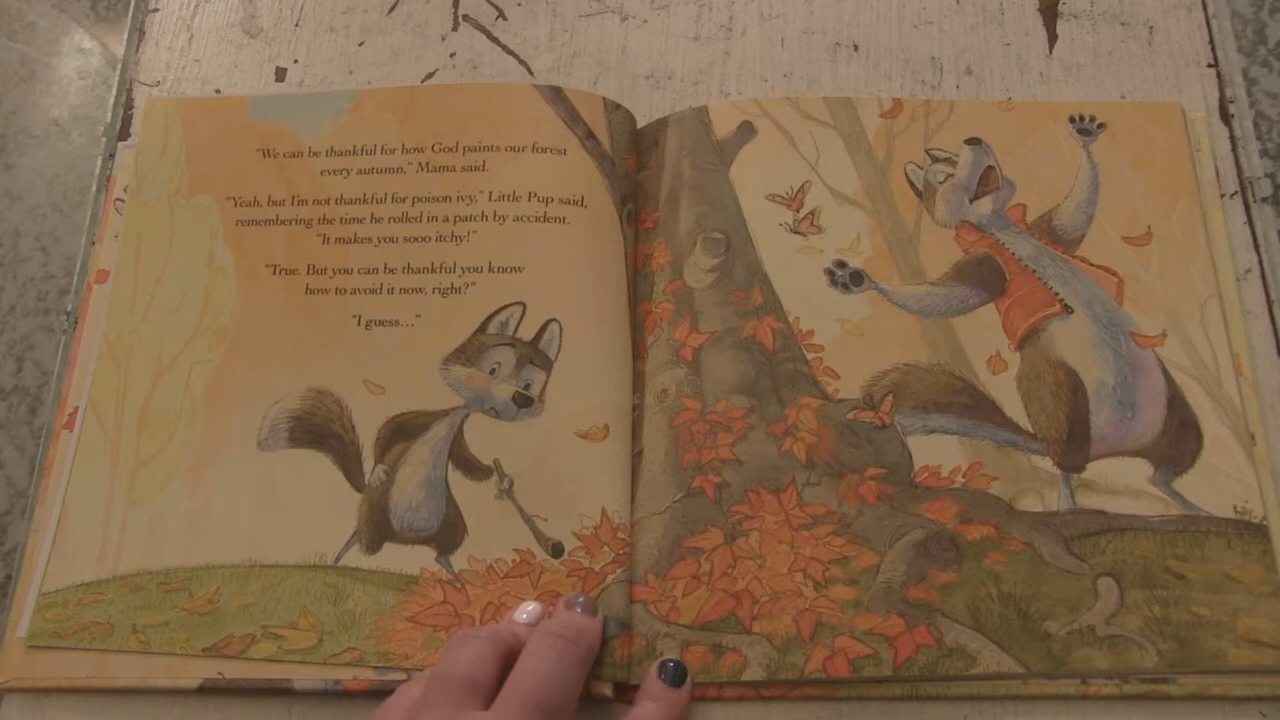 "We can be thankful for how God paints our forest
every autumn," Mama said.
"Yeah, but I'm not thankful for poison ivy," Little Pup said,
remembering the time he rolled in a patch by accident.
"It makes you sooo itchy!"
"True. But you can be thankful you know
how to avoid it now, right?"
"I guess…"